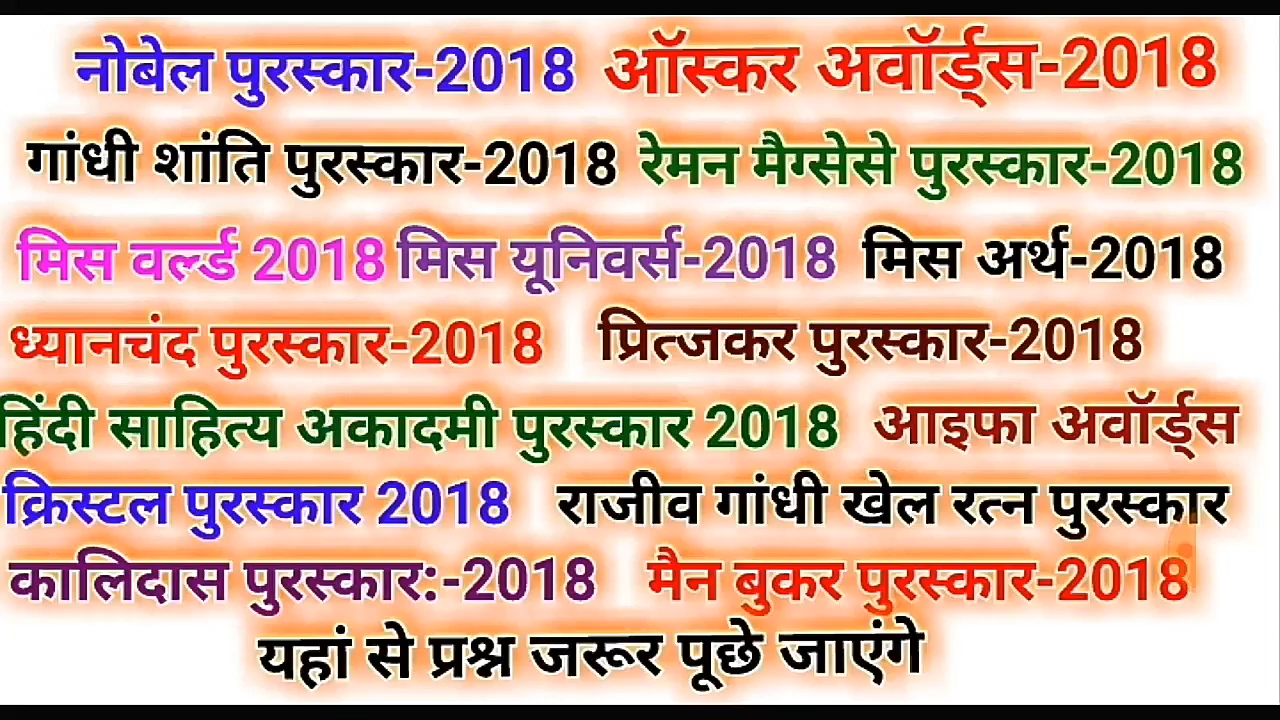 नोबेल पुरस्कार-2018 ऑस्कर अवॉर्ड्स-2018
गांधी शांति पुरस्कार-2018 रेमन मैग्सेसे पुरस्कार-2018
मिस वर्ल्ड 2018 मिस यूनिवर्स-2018 मिस अर्थ-2018
ध्यानचंद पुरस्कार-2018 प्रित्जकर पुरस्कार-2018
हिंदी साहित्य अकादमी पुरस्कार 2018 आइफा अवॉर्ड्स
क्रिस्टल पुरस्कार 2018 राजीव गांधी खेल रत्न पुरस्कार
कालिदास पुरस्कार:-2018 मैन बुकर पुरस्कार-2018
यहां से प्रश्न जरूर पूछे जाएंगे